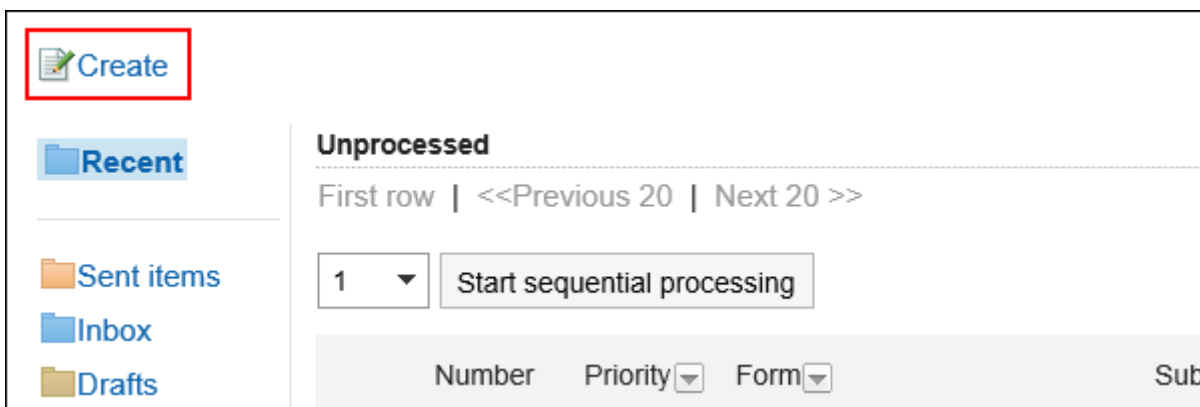 Create
Recent
Sent items
Inbox
Drafts
Unprocessed
First row | <<Previous 20 | Next 20 >>
1 Start sequential processing
Number Priority Form